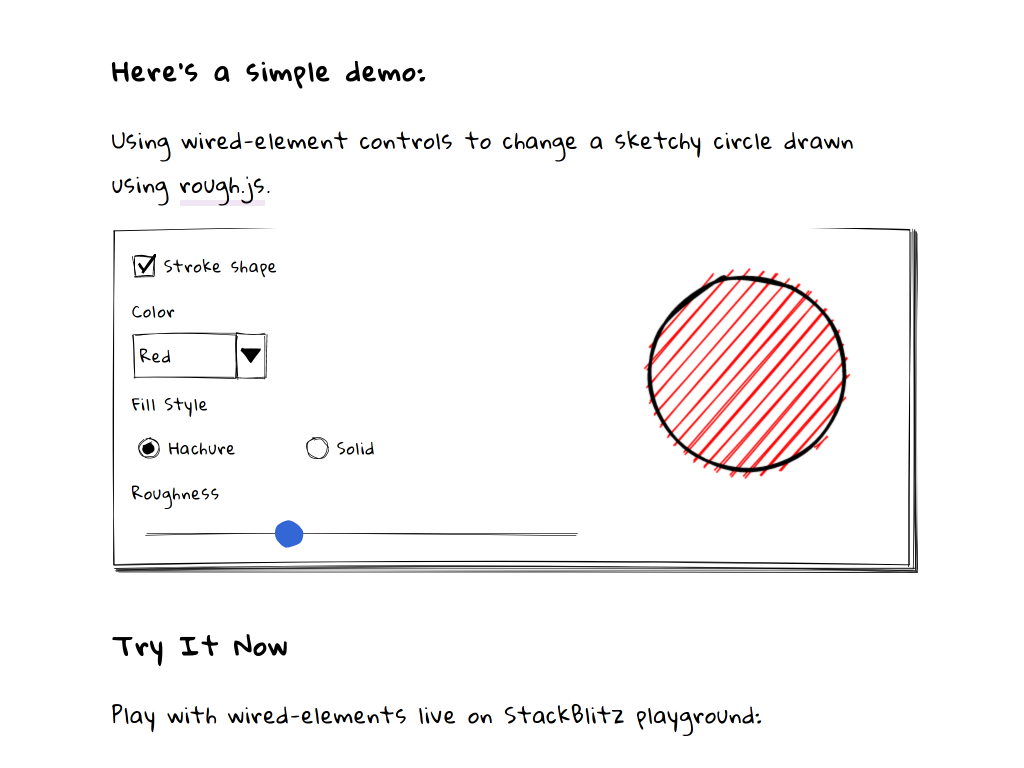 Here's a simple demo:
Using wired-element controls to change a sketchy circle drawn
using rough.js.
Stroke shape
Color
Red
Fill Style
Hachure Solid
Roughness
Try It Now
Play with wired-elements live on StackBlitz playground: